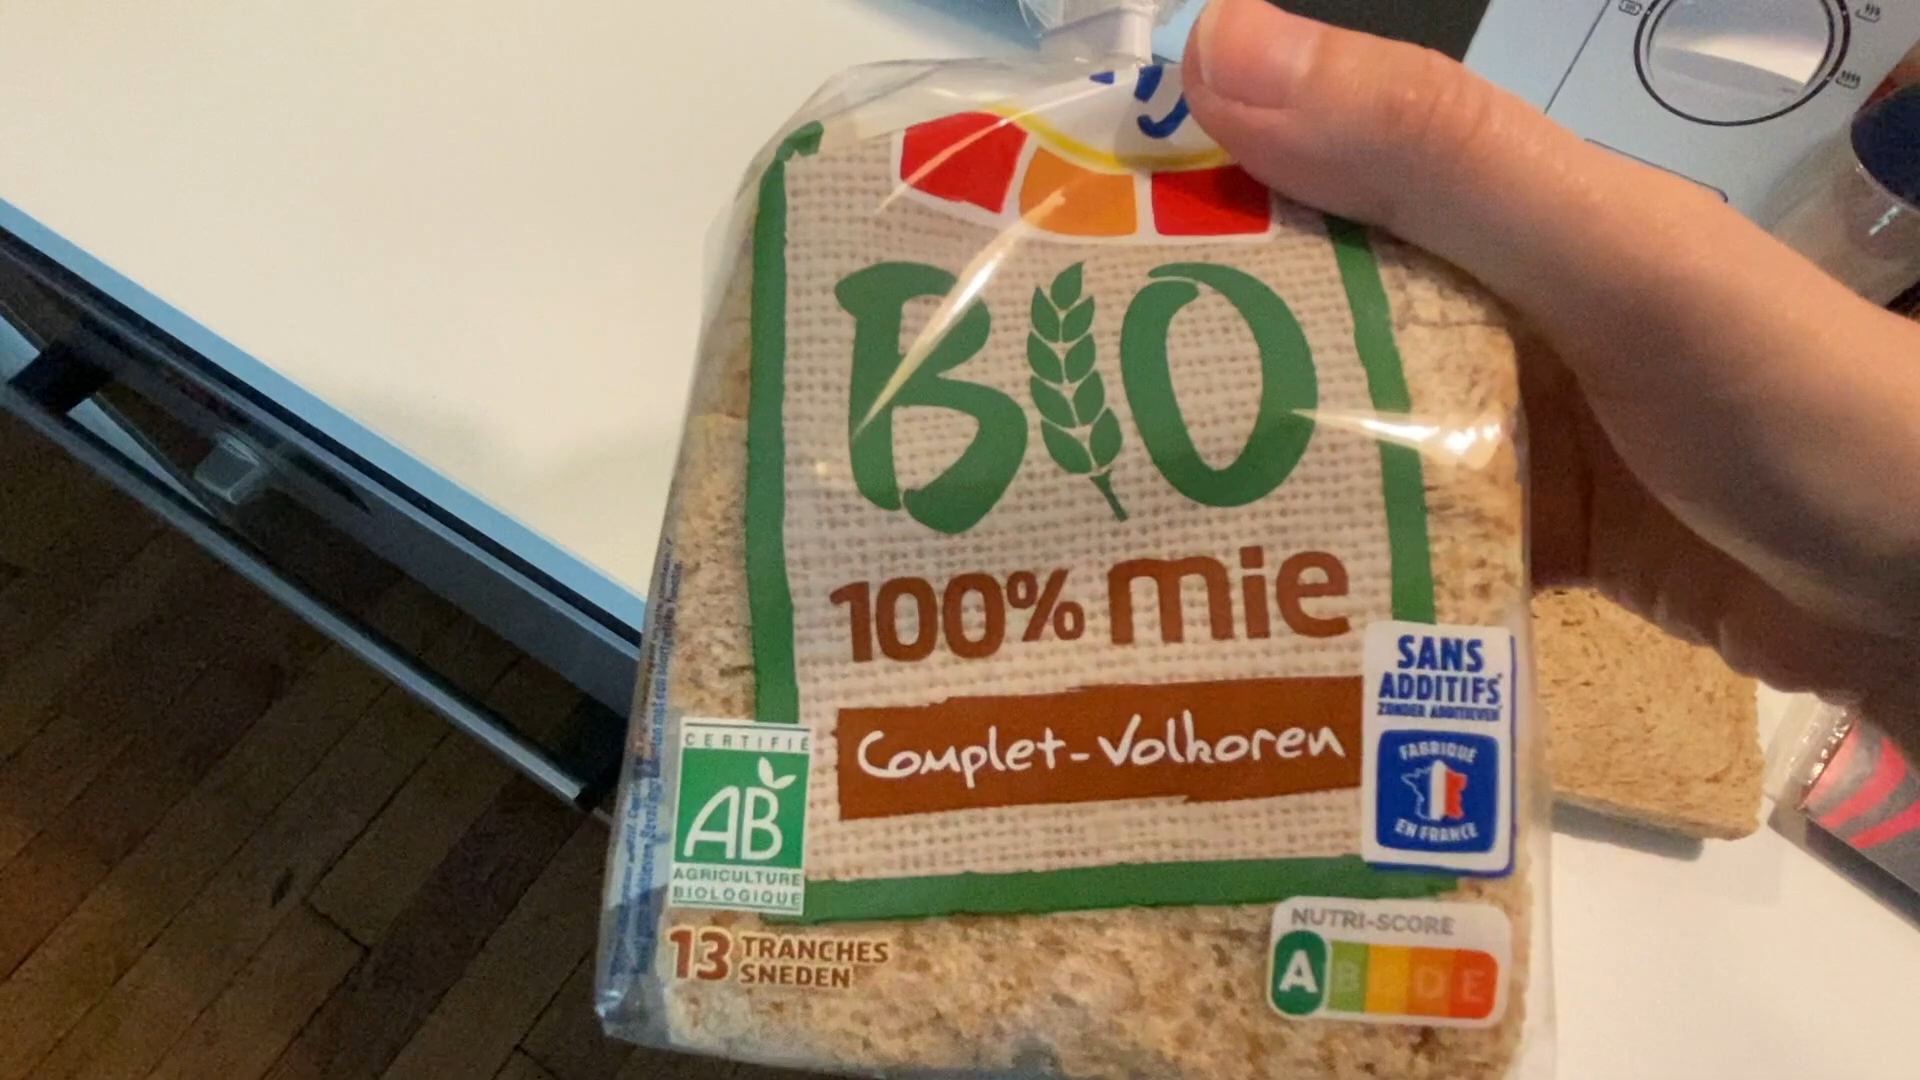 BIO
100% mie
Complet-Volkoren
SANS
ADDITIFS*
ZONDER ADDITIEVEN*
FABRIQUÉ
EN FRANCE
CERTIFIÉ
AB
AGRICULTURE
BIOLOGIQUE
13 TRANCHES
SNEDEN
NUTRI-SCORE
A B C D E